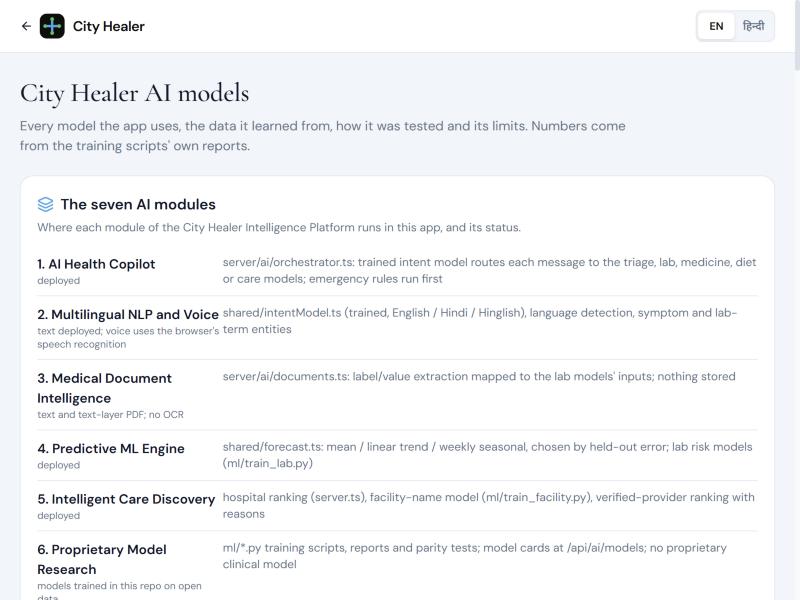 City Healer
EN
हिन्दी
City Healer AI models
Every model the app uses, the data it learned from, how it was tested and its limits. Numbers come
from the training scripts' own reports.
The seven AI modules
Where each module of the City Healer Intelligence Platform runs in this app, and its status.
1. AI Health Copilot
deployed
server/ai/orchestrator.ts: trained intent model routes each message to the triage, lab, medicine, diet
or care models; emergency rules run first
2. Multilingual NLP and Voice
text deployed; voice uses the browser's
speech recognition
shared/intentModel.ts (trained, English / Hindi / Hinglish), language detection, symptom and lab-
term entities
3. Medical Document
Intelligence
text and text-layer PDF; no OCR
server/ai/documents.ts: label/value extraction mapped to the lab models' inputs; nothing stored
4. Predictive ML Engine
deployed
shared/forecast.ts: mean / linear trend / weekly seasonal, chosen by held-out error; lab risk models
(ml/train_lab.py)
5. Intelligent Care Discovery
deployed
hospital ranking (server.ts), facility-name model (ml/train_facility.py), verified-provider ranking with
reasons
6. Proprietary Model
Research
models trained in this repo on open
data
ml/*.py training scripts, reports and parity tests; model cards at /api/ai/models; no proprietary
clinical model